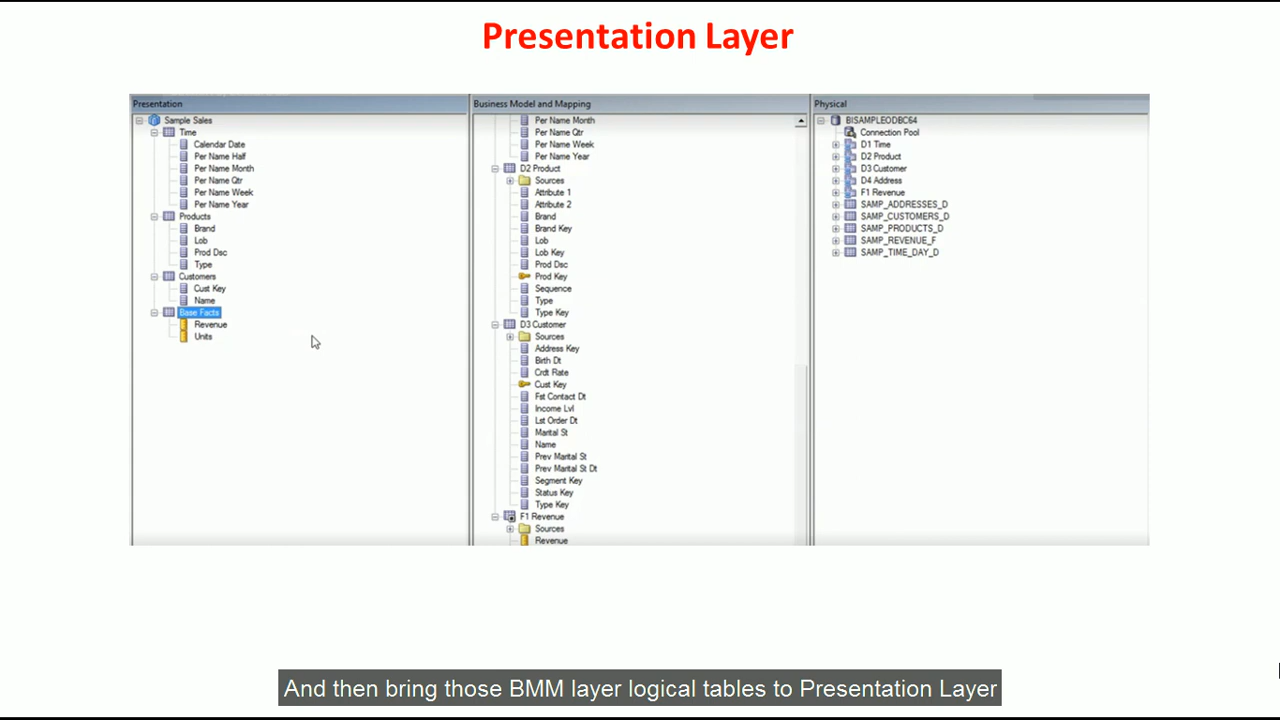 Presentation Layer
Presentation
Sample Sales
Time
Calendar Date
Per Name Half
Per Name Month
Per Name Qtr
Per Name Week
Per Name Year
Products
Brand
Lob
Prod Dsc
Type
Customers
Cust Key
Name
Base Facts
Revenue
Units
Business Model and Mapping
Per Name Month
Per Name Qtr
Per Name Week
Per Name Year
D2 Product
Sources
Attribute 1
Attribute 2
Brand
Brand Key
Lob
Lob Key
Prod Dsc
Prod Key
Sequence
Type
Type Key
D3 Customer
Sources
Address Key
Birth Dt
Crdt Rate
Cust Key
Fst Contact Dt
Income Lvl
Lst Order Dt
Marital St
Name
Prev Marital St
Prev Marital St Dt
Segment Key
Status Key
Type Key
F1 Revenue
Sources
Revenue
Physical
BISAMPLEODBC64
Connection Pool
D1 Time
D2 Product
D3 Customer
D4 Address
F1 Revenue
SAMP_ADDRESSES_D
SAMP_CUSTOMERS_D
SAMP_PRODUCTS_D
SAMP_REVENUE_F
SAMP_TIME_DAY_D
And then bring those BMM layer logical tables to Presentation Layer